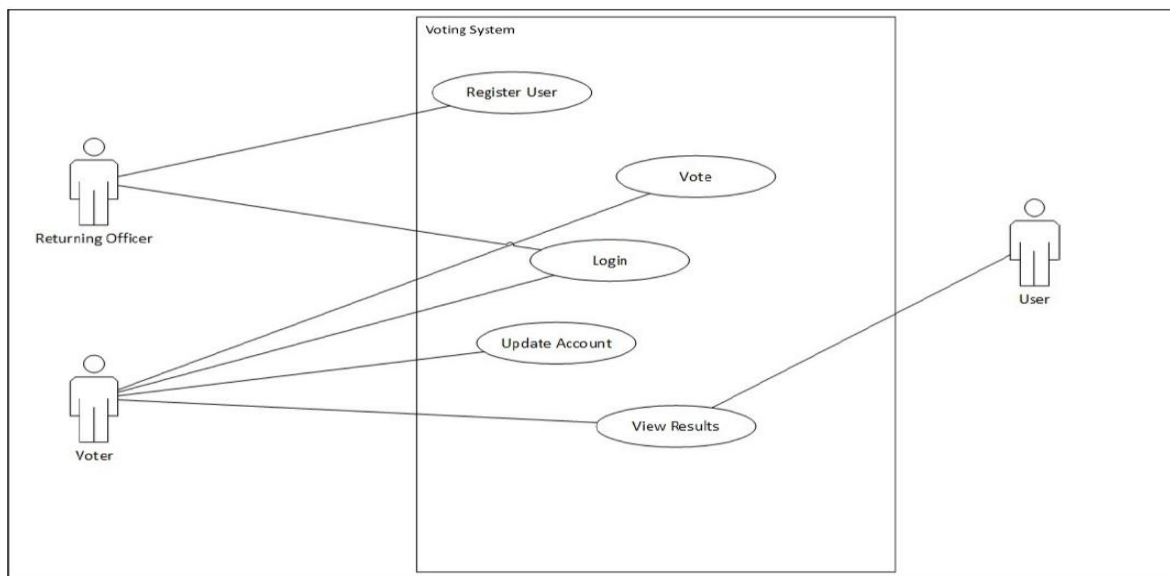 Voting System
Register User
Vote
Returning Officer
Login
User
Update Account
View Results
Voter